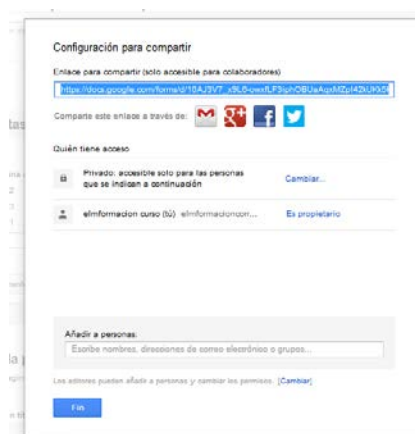 Configuración para compartir
Enlace para compartir (solo accesible para colaboradores)
Comparte este enlace a través de:
Quién tiene acceso
Privado: accesible solo para las personas
que se indican a continuación
Cambiar...
elmformacion curso (tú) elmformacioncorr...
Es propietario
Añadir a personas:
Escribe nombres, direcciones de correo electrónico o grupos...
Los editores pueden añadir a personas y cambiar los permisos. [Cambiar]
Fin